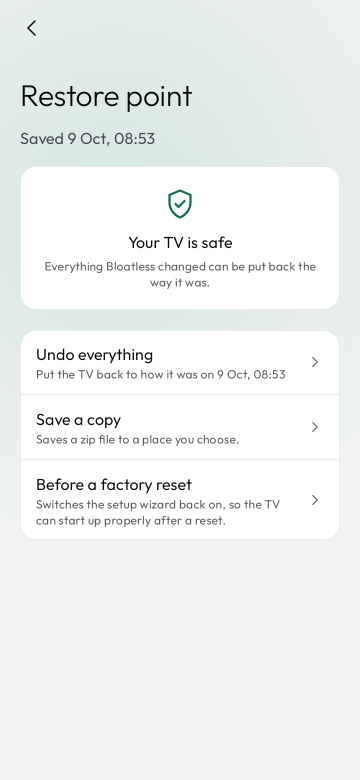 Restore point
Saved 9 Oct, 08:53
Your TV is safe
Everything Bloatless changed can be put back the
way it was.
Undo everything
Put the TV back to how it was on 9 Oct, 08:53
Save a copy
Saves a zip file to a place you choose.
Before a factory reset
Switches the setup wizard back on, so the TV
can start up properly after a reset.